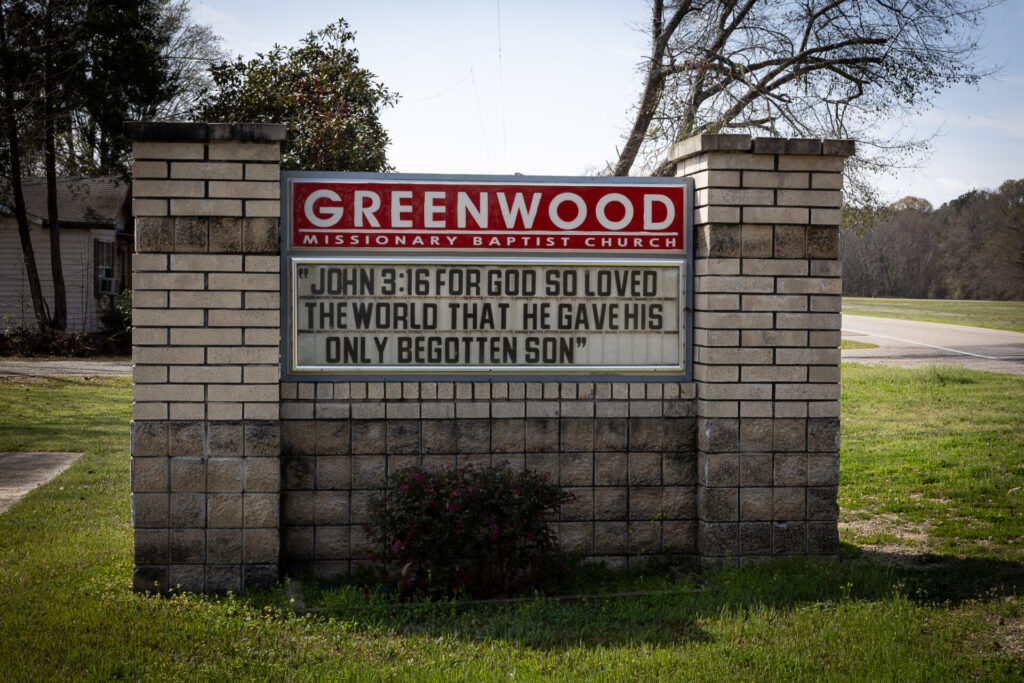 GREENWOOD
MISSIONARY BAPTIST CHURCH
"JOHN 3:16 FOR GOD SO LOVED
THE WORLD THAT HE GAVE HIS
ONLY BEGOTTEN SON"